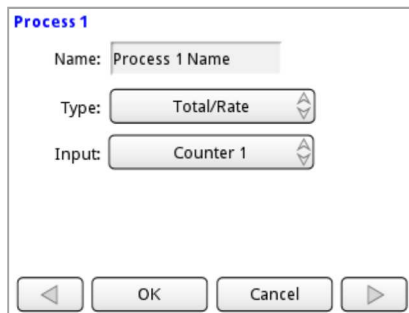 Process 1
Name: Process 1 Name
Type: Total/Rate
Input: Counter 1
OK Cancel